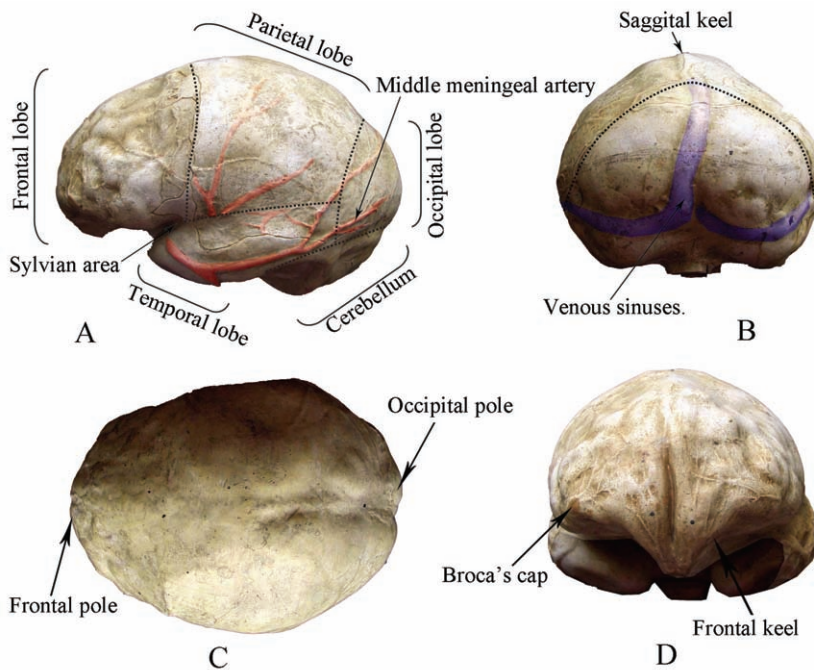 Parietal lobe
Saggital keel
Middle meningeal artery
Frontal lobe
Occipital lobe
Sylvian area
Temporal lobe
Cerebellum
Venous sinuses.
A
B
Occipital pole
Frontal pole
Broca's cap
Frontal keel
C
D